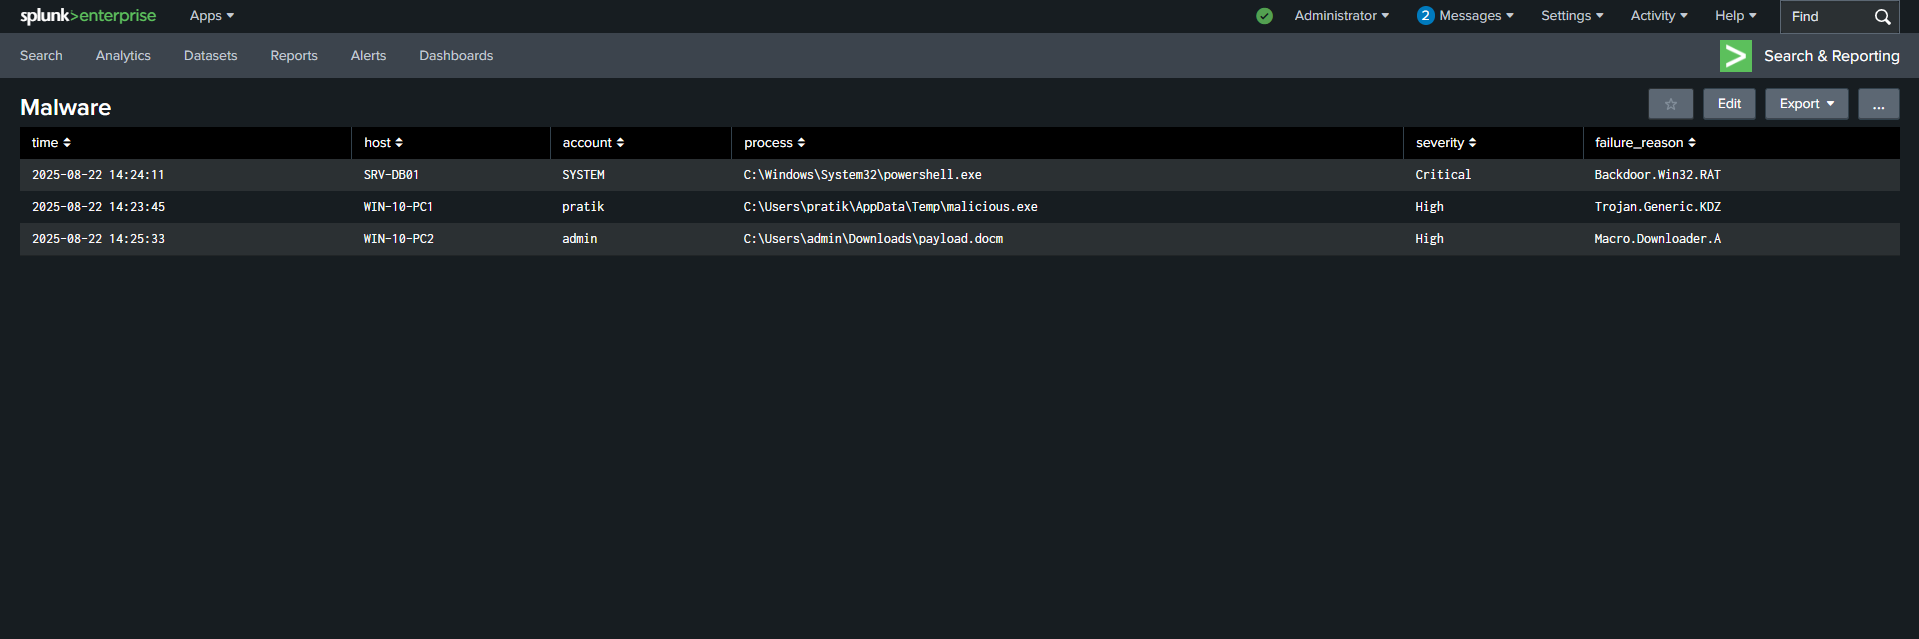 splunk>enterprise Apps Administrator 2 Messages Settings Activity Help Find
Search Analytics Datasets Reports Alerts Dashboards > Search & Reporting
Malware Edit Export ...
time host account process severity failure_reason
2025-08-22 14:24:11 SRV-DB01 SYSTEM C:\Windows\System32\powershell.exe Critical Backdoor.Win32.RAT
2025-08-22 14:23:45 WIN-10-PC1 pratik C:\Users\pratik\AppData\Temp\malicious.exe High Trojan.Generic.KDZ
2025-08-22 14:25:33 WIN-10-PC2 admin C:\Users\admin\Downloads\payload.docm High Macro.Downloader.A